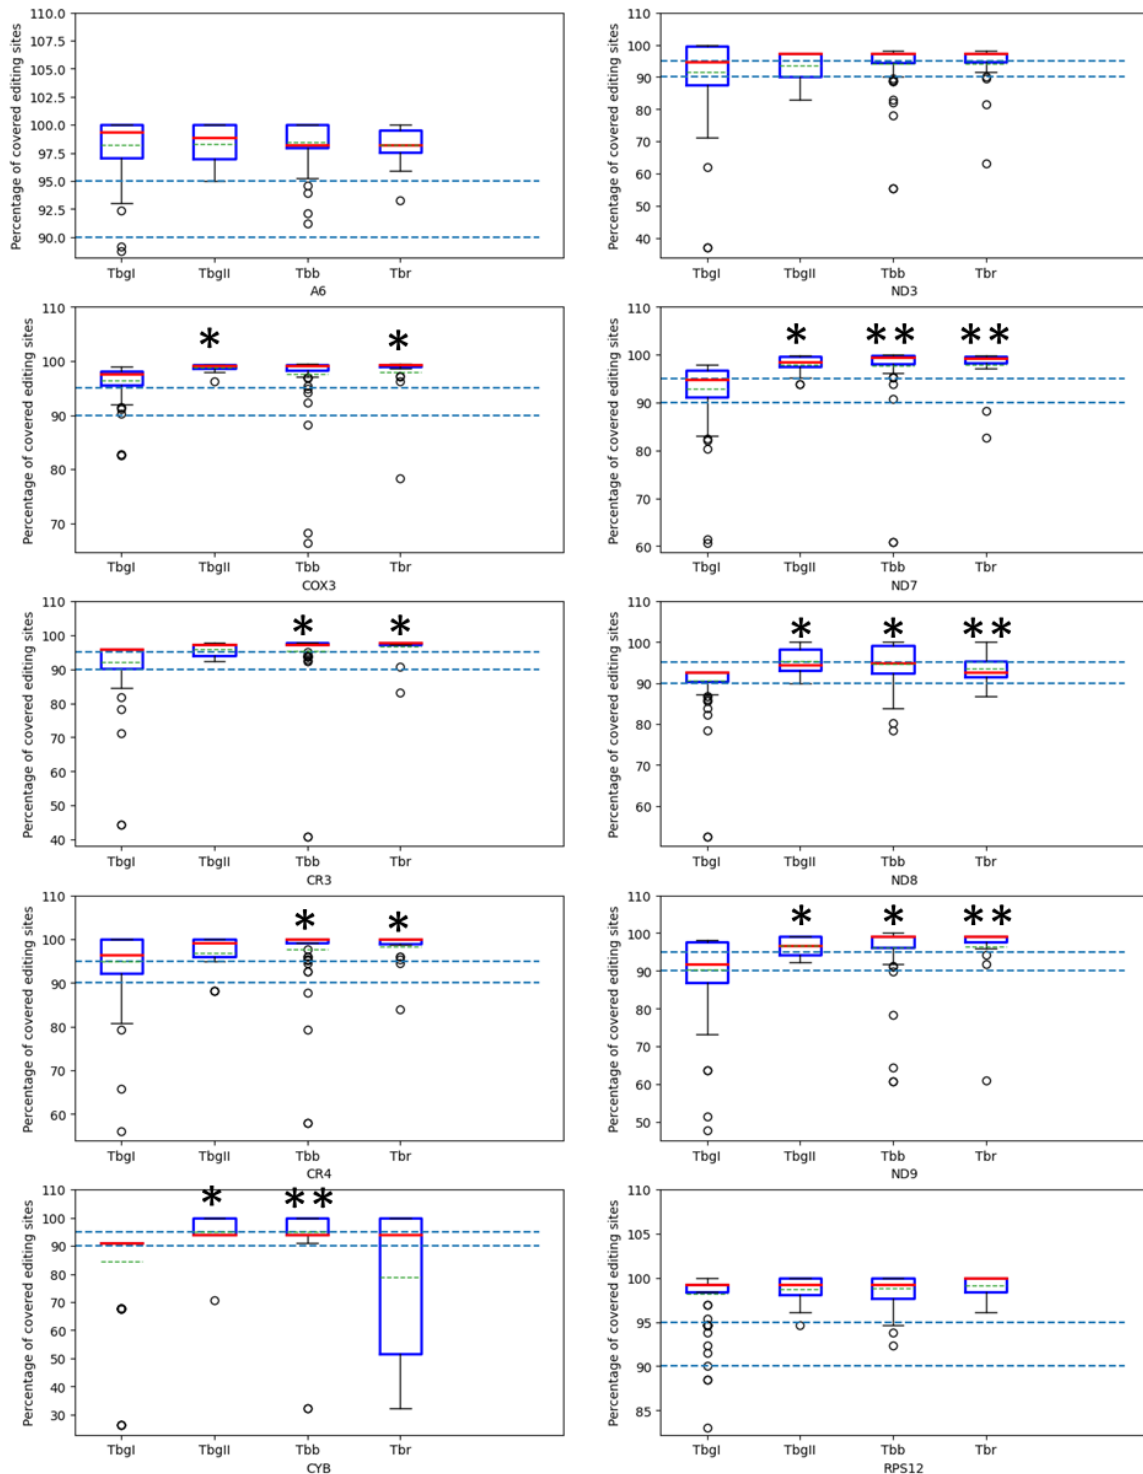 Percentage of covered editing sites
110.0
107.5
105.0
102.5
100.0
97.5
95.0
92.5
90.0
TbgI TbgII Tbb Tbr
A6
Percentage of covered editing sites
110
100
90
80
70
60
50
40
TbgI TbgII Tbb Tbr
ND3
Percentage of covered editing sites
110
100
90
80
70
* *
TbgI TbgII Tbb Tbr
COX3
Percentage of covered editing sites
110
100
90
80
70
60
* ** **
TbgI TbgII Tbb Tbr
ND7
Percentage of covered editing sites
110
100
90
80
70
60
50
40
* *
TbgI TbgII Tbb Tbr
CR3
Percentage of covered editing sites
110
100
90
80
70
60
* * **
TbgI TbgII Tbb Tbr
ND8
Percentage of covered editing sites
110
100
90
80
70
60
* *
TbgI TbgII Tbb Tbr
CR4
Percentage of covered editing sites
110
100
90
80
70
60
50
* * **
TbgI TbgII Tbb Tbr
ND9
Percentage of covered editing sites
110
100
90
80
70
60
50
40
30
* **
TbgI TbgII Tbb Tbr
CYB
Percentage of covered editing sites
110
105
100
95
90
85
TbgI TbgII Tbb Tbr
RPS12